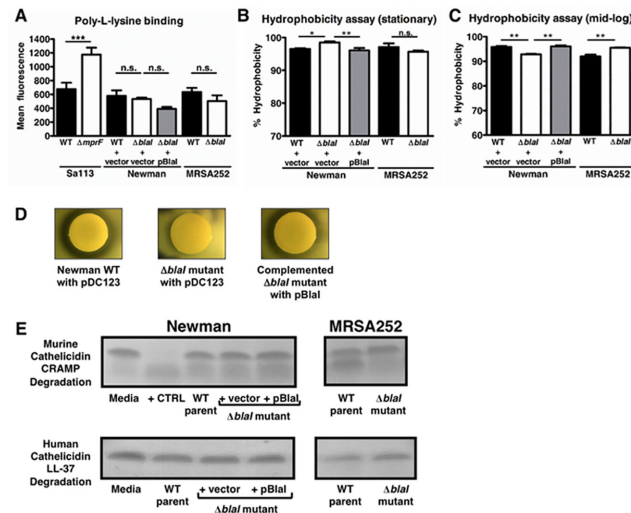 A
Poly-L-lysine binding
***
n.s.
n.s.
n.s.
Mean fluorescence
1400
1200
1000
800
600
400
200
0
WT
ΔmprF
WT + vector
ΔblaI + vector
ΔblaI + pBlaI
WT
ΔblaI
Sa113
Newman
MRSA252
B
Hydrophobicity assay (stationary)
*
**
n.s.
% Hydrophobicity
100
90
80
70
60
WT + vector
ΔblaI + vector
ΔblaI + pBlaI
WT
ΔblaI
Newman
MRSA252
C
Hydrophobicity assay (mid-log)
**
**
**
% Hydrophobicity
100
90
80
70
60
WT + vector
ΔblaI + vector
ΔblaI + pBlaI
WT
ΔblaI
Newman
MRSA252
D
Newman WT
with pDC123
ΔblaI mutant
with pDC123
Complemented
ΔblaI mutant
with pBlaI
E
Newman
MRSA252
Murine
Cathelicidin
CRAMP
Degradation
Media
+ CTRL
WT
parent
+ vector
+ pBlaI
ΔblaI mutant
WT
parent
ΔblaI
mutant
Human
Cathelicidin
LL-37
Degradation
Media
WT
parent
+ vector
+ pBlaI
ΔblaI mutant
WT
parent
ΔblaI
mutant